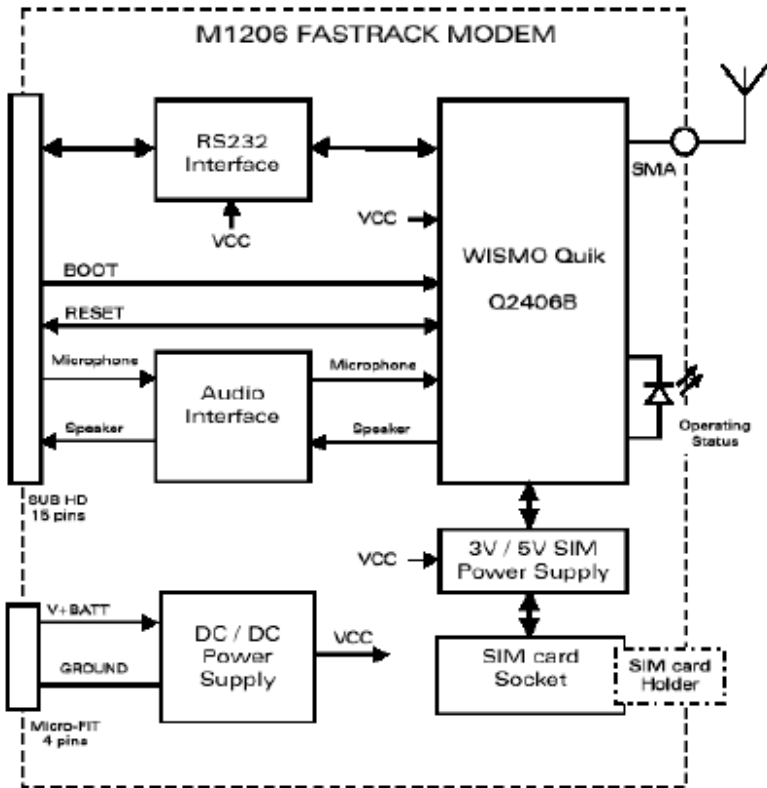 M1206 FASTRACK MODEM
RS232
Interface
VCC
SMA
VCC
WISMO Quik
Q2406B
BOOT
RESET
Microphone
Microphone
Audio
Interface
Speaker
Speaker
Operating
Status
SUB HD
15 pins
VCC
3V / 5V SIM
Power Supply
V+BATT
DC / DC
Power
Supply
VCC
GROUND
SIM card
Socket
SIM card
Holder
Micro-FIT
4 pins